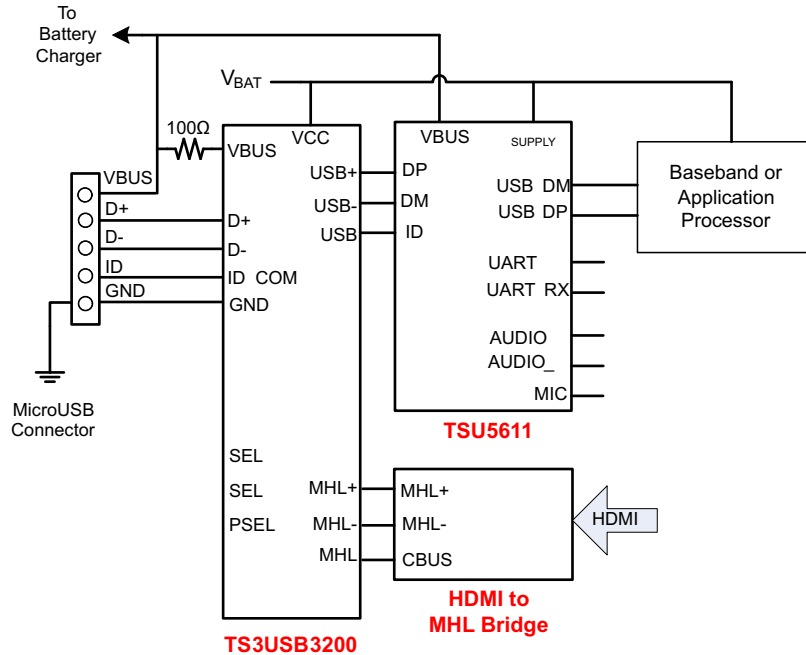 To
Battery
Charger
V_BAT
100Ω
VCC
VBUS
VBUS
SUPPLY
VBUS
D+
D-
ID
GND
D+
D-
ID COM
GND
USB+
USB-
USB
DP
DM
ID
USB DM
USB DP
UART
UART RX
AUDIO
AUDIO_
MIC
Baseband or
Application
Processor
MicroUSB
Connector
TSU5611
SEL
SEL
PSEL
MHL+
MHL-
MHL
MHL+
MHL-
CBUS
HDMI
HDMI to
MHL Bridge
TS3USB3200